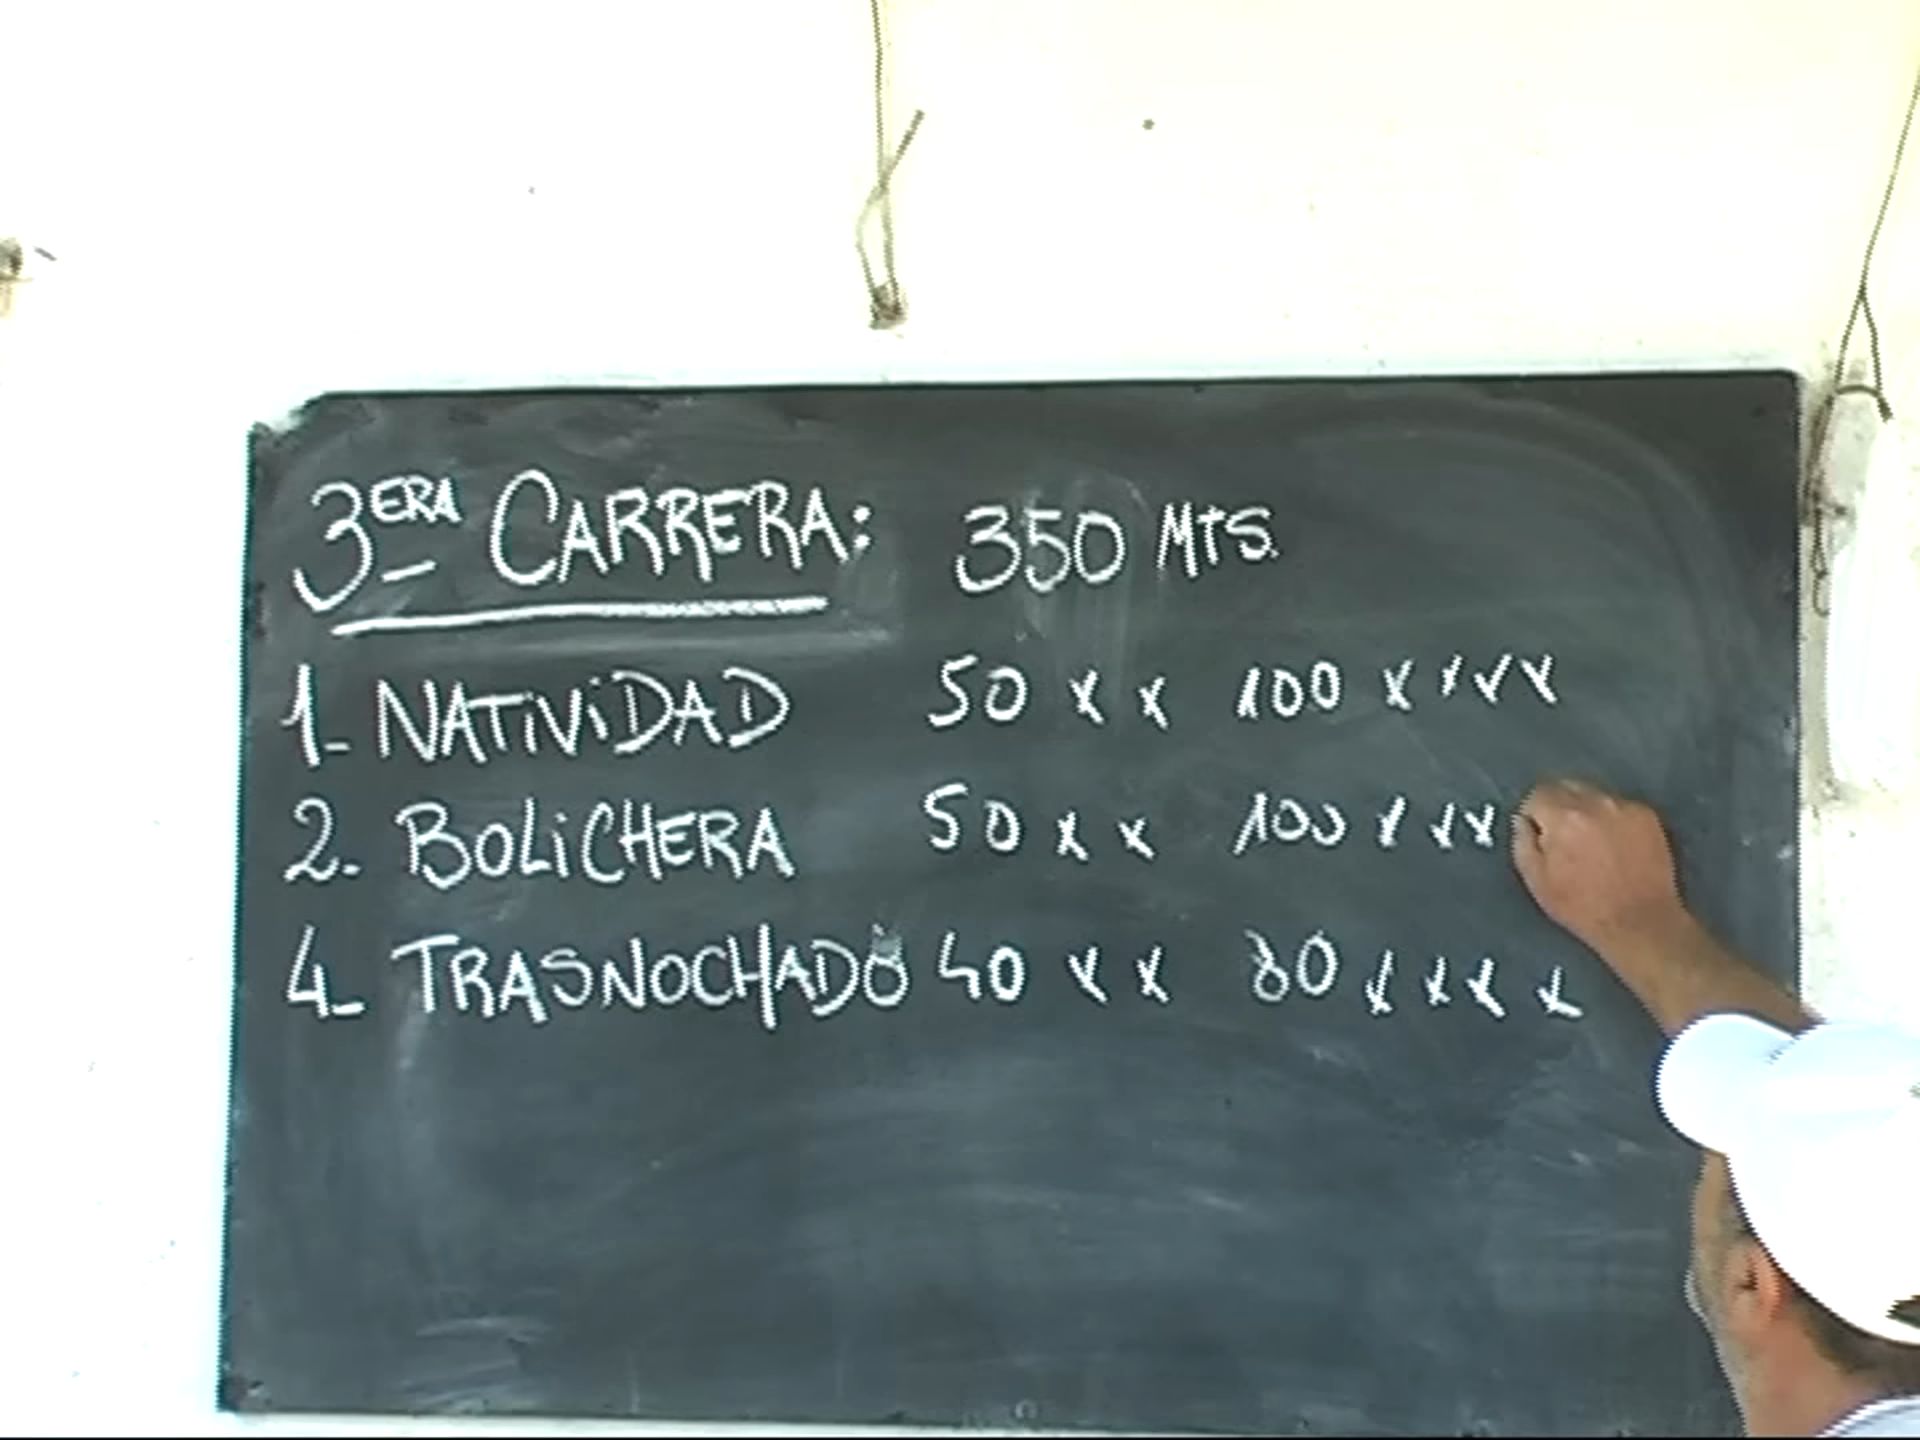 3ERA CARRERA: 350 MTS.
1- NATIVIDAD 50 x x 100 x x x x
2. BOLICHERA 50 x x 100 x x x
4- TRASNOCHADO 40 x x 80 x x x x